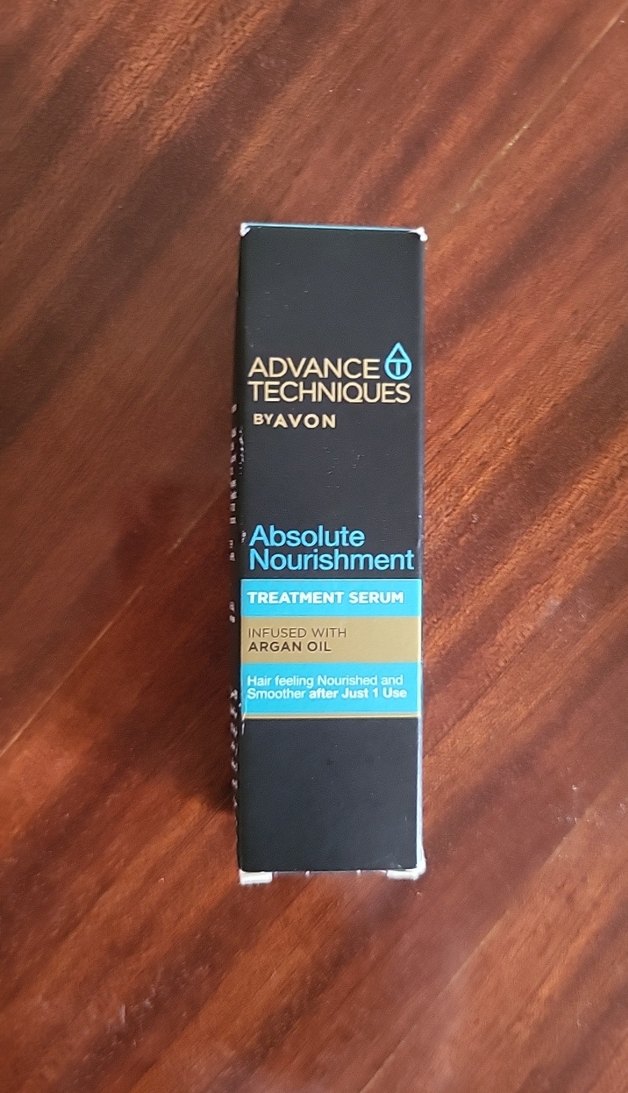 ADVANCE
TECHNIQUES
BY AVON
Absolute
Nourishment
TREATMENT SERUM
INFUSED WITH
ARGAN OIL
Hair feeling Nourished and
Smoother after Just 1 Use